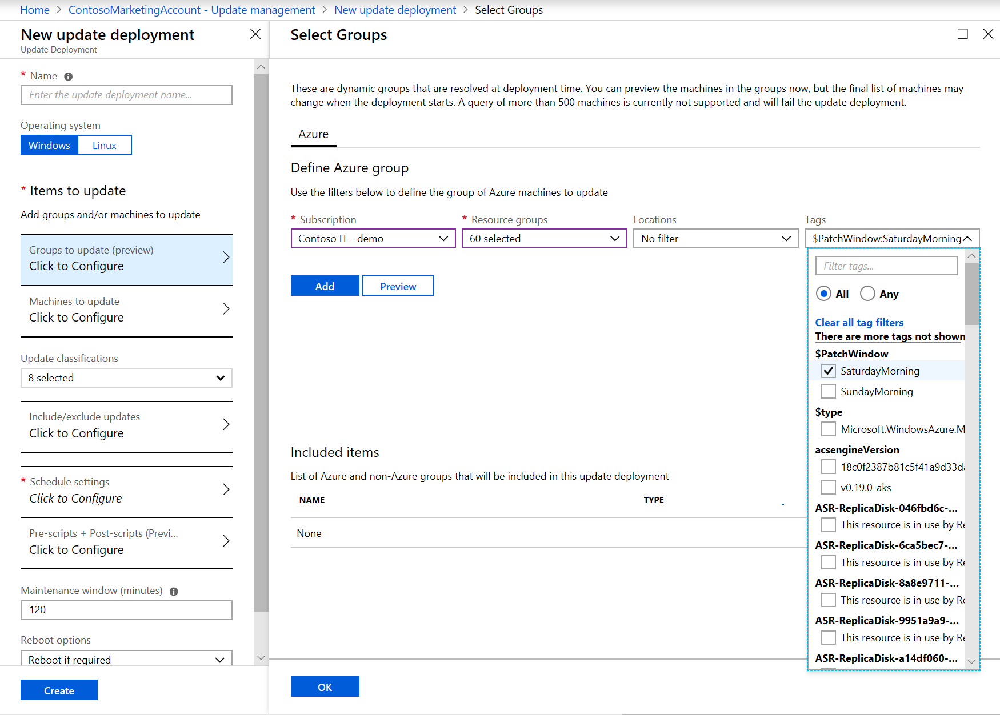 Home > ContosoMarketingAccount - Update management > New update deployment > Select Groups
New update deployment
Update Deployment
* Name
Enter the update deployment name...
Operating system
Windows Linux
* Items to update
Add groups and/or machines to update
Groups to update (preview)
Click to Configure
Machines to update
Click to Configure
Update classifications
8 selected
Include/exclude updates
Click to Configure
* Schedule settings
Click to Configure
Pre-scripts + Post-scripts (Previ...
Click to Configure
Maintenance window (minutes)
120
Reboot options
Reboot if required
Create
Select Groups
These are dynamic groups that are resolved at deployment time. You can preview the machines in the groups now, but the final list of machines may
change when the deployment starts. A query of more than 500 machines is currently not supported and will fail the update deployment.
Azure
Define Azure group
Use the filters below to define the group of Azure machines to update
* Subscription
Contoso IT - demo
* Resource groups
60 selected
Locations
No filter
Tags
$PatchWindow:SaturdayMorning
Add Preview
Filter tags...
All Any
Clear all tag filters
There are more tags not shown
$PatchWindow
SaturdayMorning
SundayMorning
$type
Microsoft.WindowsAzure.M
acsengineVersion
18c0f2387b81c5f41a9d33da
v0.19.0-aks
ASR-ReplicaDisk-046fbd6c-...
This resource is in use by Re
ASR-ReplicaDisk-6ca5bec7-...
This resource is in use by Re
ASR-ReplicaDisk-8a8e9711-...
This resource is in use by Re
ASR-ReplicaDisk-9951a9a9-...
This resource is in use by Re
ASR-ReplicaDisk-a14df060-...
Included items
List of Azure and non-Azure groups that will be included in this update deployment
NAME TYPE
None
OK